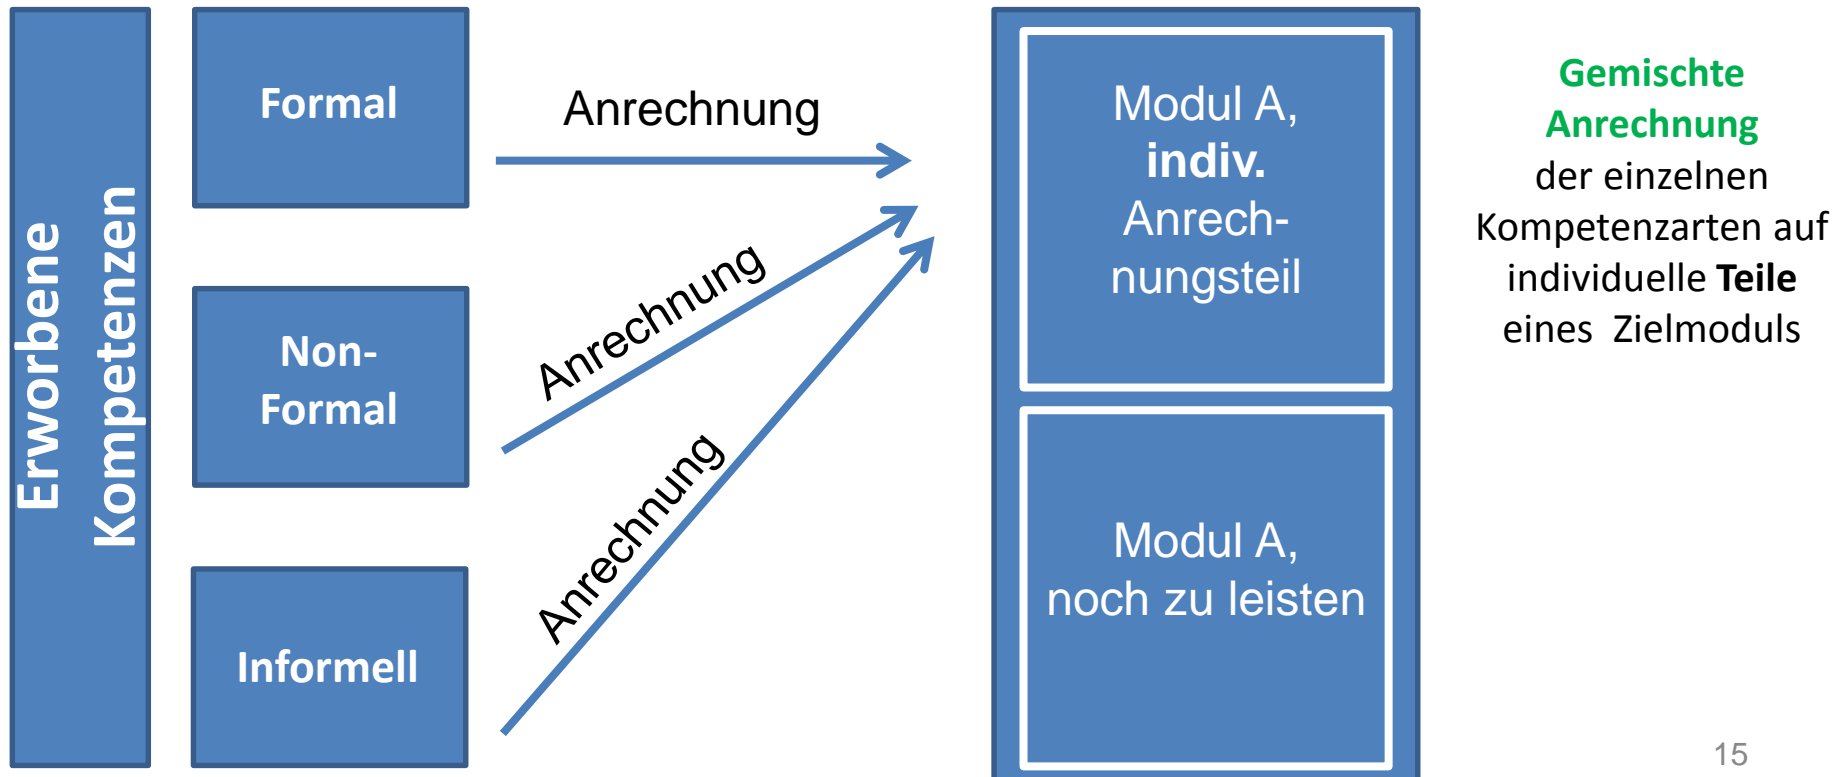 Erworbene
Kompetenzen
Formal
Non-
Formal
Informell
Anrechnung
Anrechnung
Anrechnung
Modul A,
indiv.
Anrech-
nungsteil
Modul A,
noch zu leisten
Gemischte
Anrechnung
der einzelnen
Kompetenzarten auf
individuelle Teile
eines Zielmoduls
15